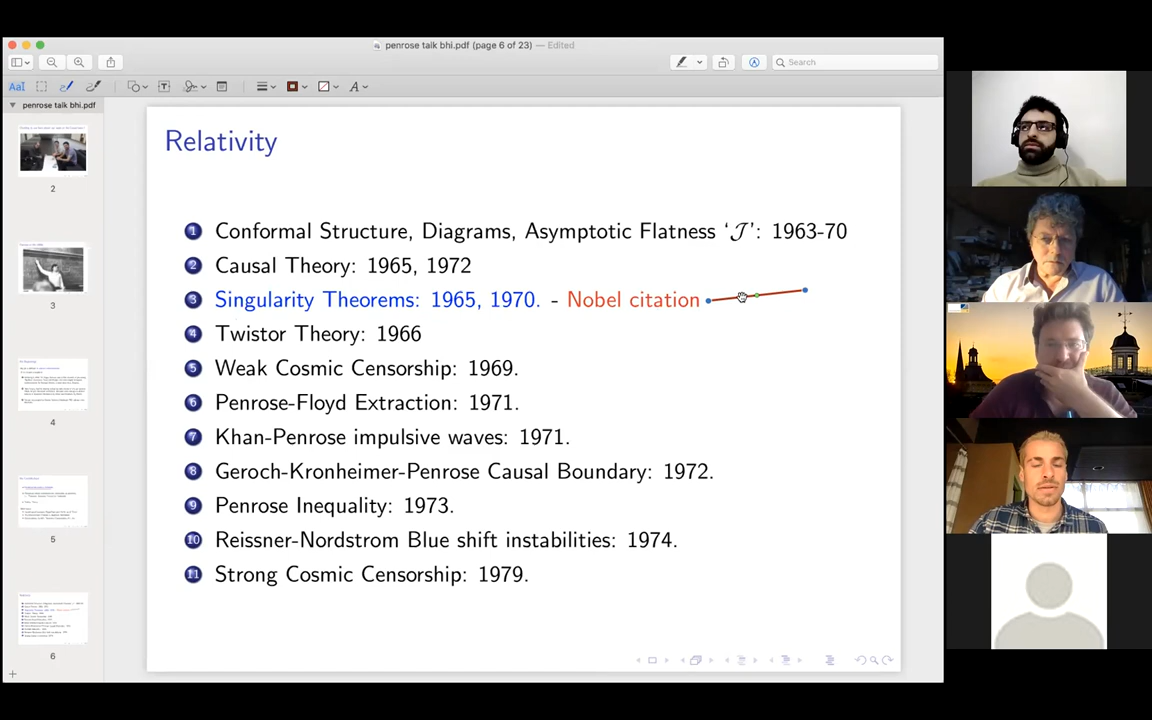 penrose talk bhi.pdf (page 6 of 23) — Edited
Search
AaI
A
penrose talk bhi.pdf
2
3
4
5
6
Relativity
1 Conformal Structure, Diagrams, Asymptotic Flatness ‘𝒥’: 1963-70
2 Causal Theory: 1965, 1972
3 Singularity Theorems: 1965, 1970. - Nobel citation
4 Twistor Theory: 1966
5 Weak Cosmic Censorship: 1969.
6 Penrose-Floyd Extraction: 1971.
7 Khan-Penrose impulsive waves: 1971.
8 Geroch-Kronheimer-Penrose Causal Boundary: 1972.
9 Penrose Inequality: 1973.
10 Reissner-Nordstrom Blue shift instabilities: 1974.
11 Strong Cosmic Censorship: 1979.